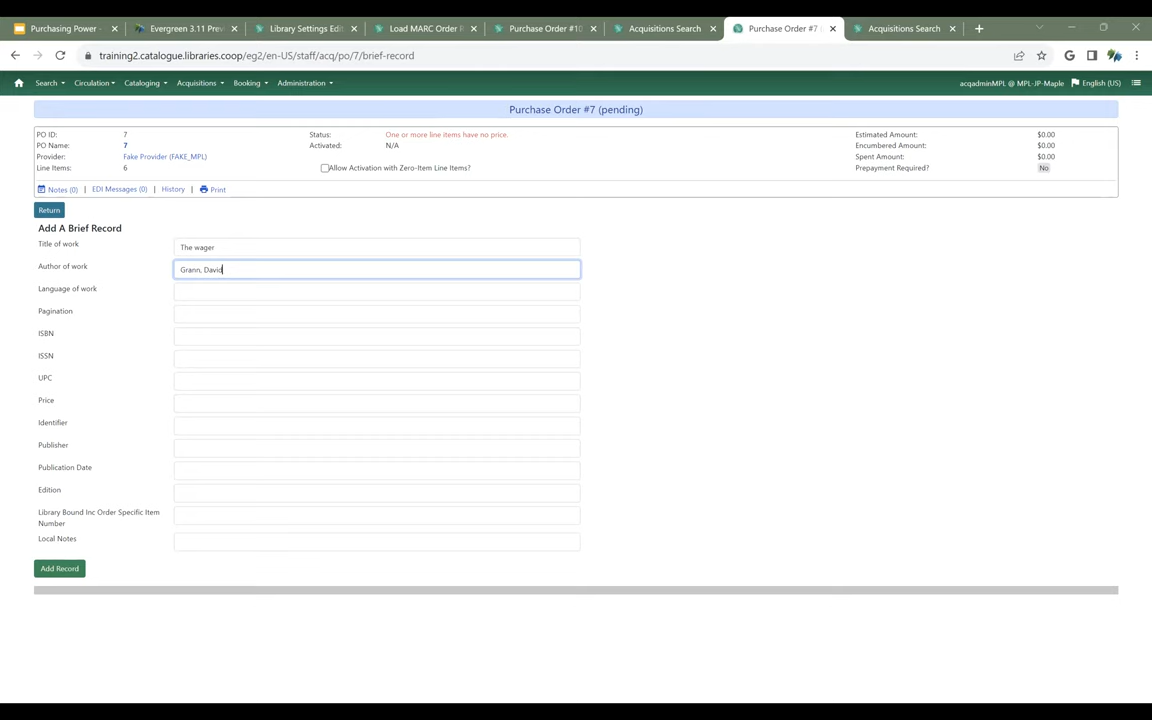 Purchasing Power -
Evergreen 3.11 Prev
Library Settings Edit
Load MARC Order R
Purchase Order #10
Acquisitions Search
Purchase Order #7 (
Acquisitions Search
training2.catalogue.libraries.coop/eg2/en-US/staff/acq/po/7/brief-record
Search
Circulation
Cataloging
Acquisitions
Booking
Administration
acqadminMPL @ MPL-JP-Maple
English (US)
Purchase Order #7 (pending)
PO ID: 7 Status: One or more line items have no price. Estimated Amount: $0.00
PO Name: 7 Activated: N/A Encumbered Amount: $0.00
Provider: Fake Provider (FAKE_MPL) Spent Amount: $0.00
Line Items: 6 Allow Activation with Zero-Item Line Items? Prepayment Required? No
Notes (0) | EDI Messages (0) | History | Print
Return
Add A Brief Record
Title of work The wager
Author of work Grann, David
Language of work
Pagination
ISBN
ISSN
UPC
Price
Identifier
Publisher
Publication Date
Edition
Library Bound Inc Order Specific Item
Number
Local Notes
Add Record